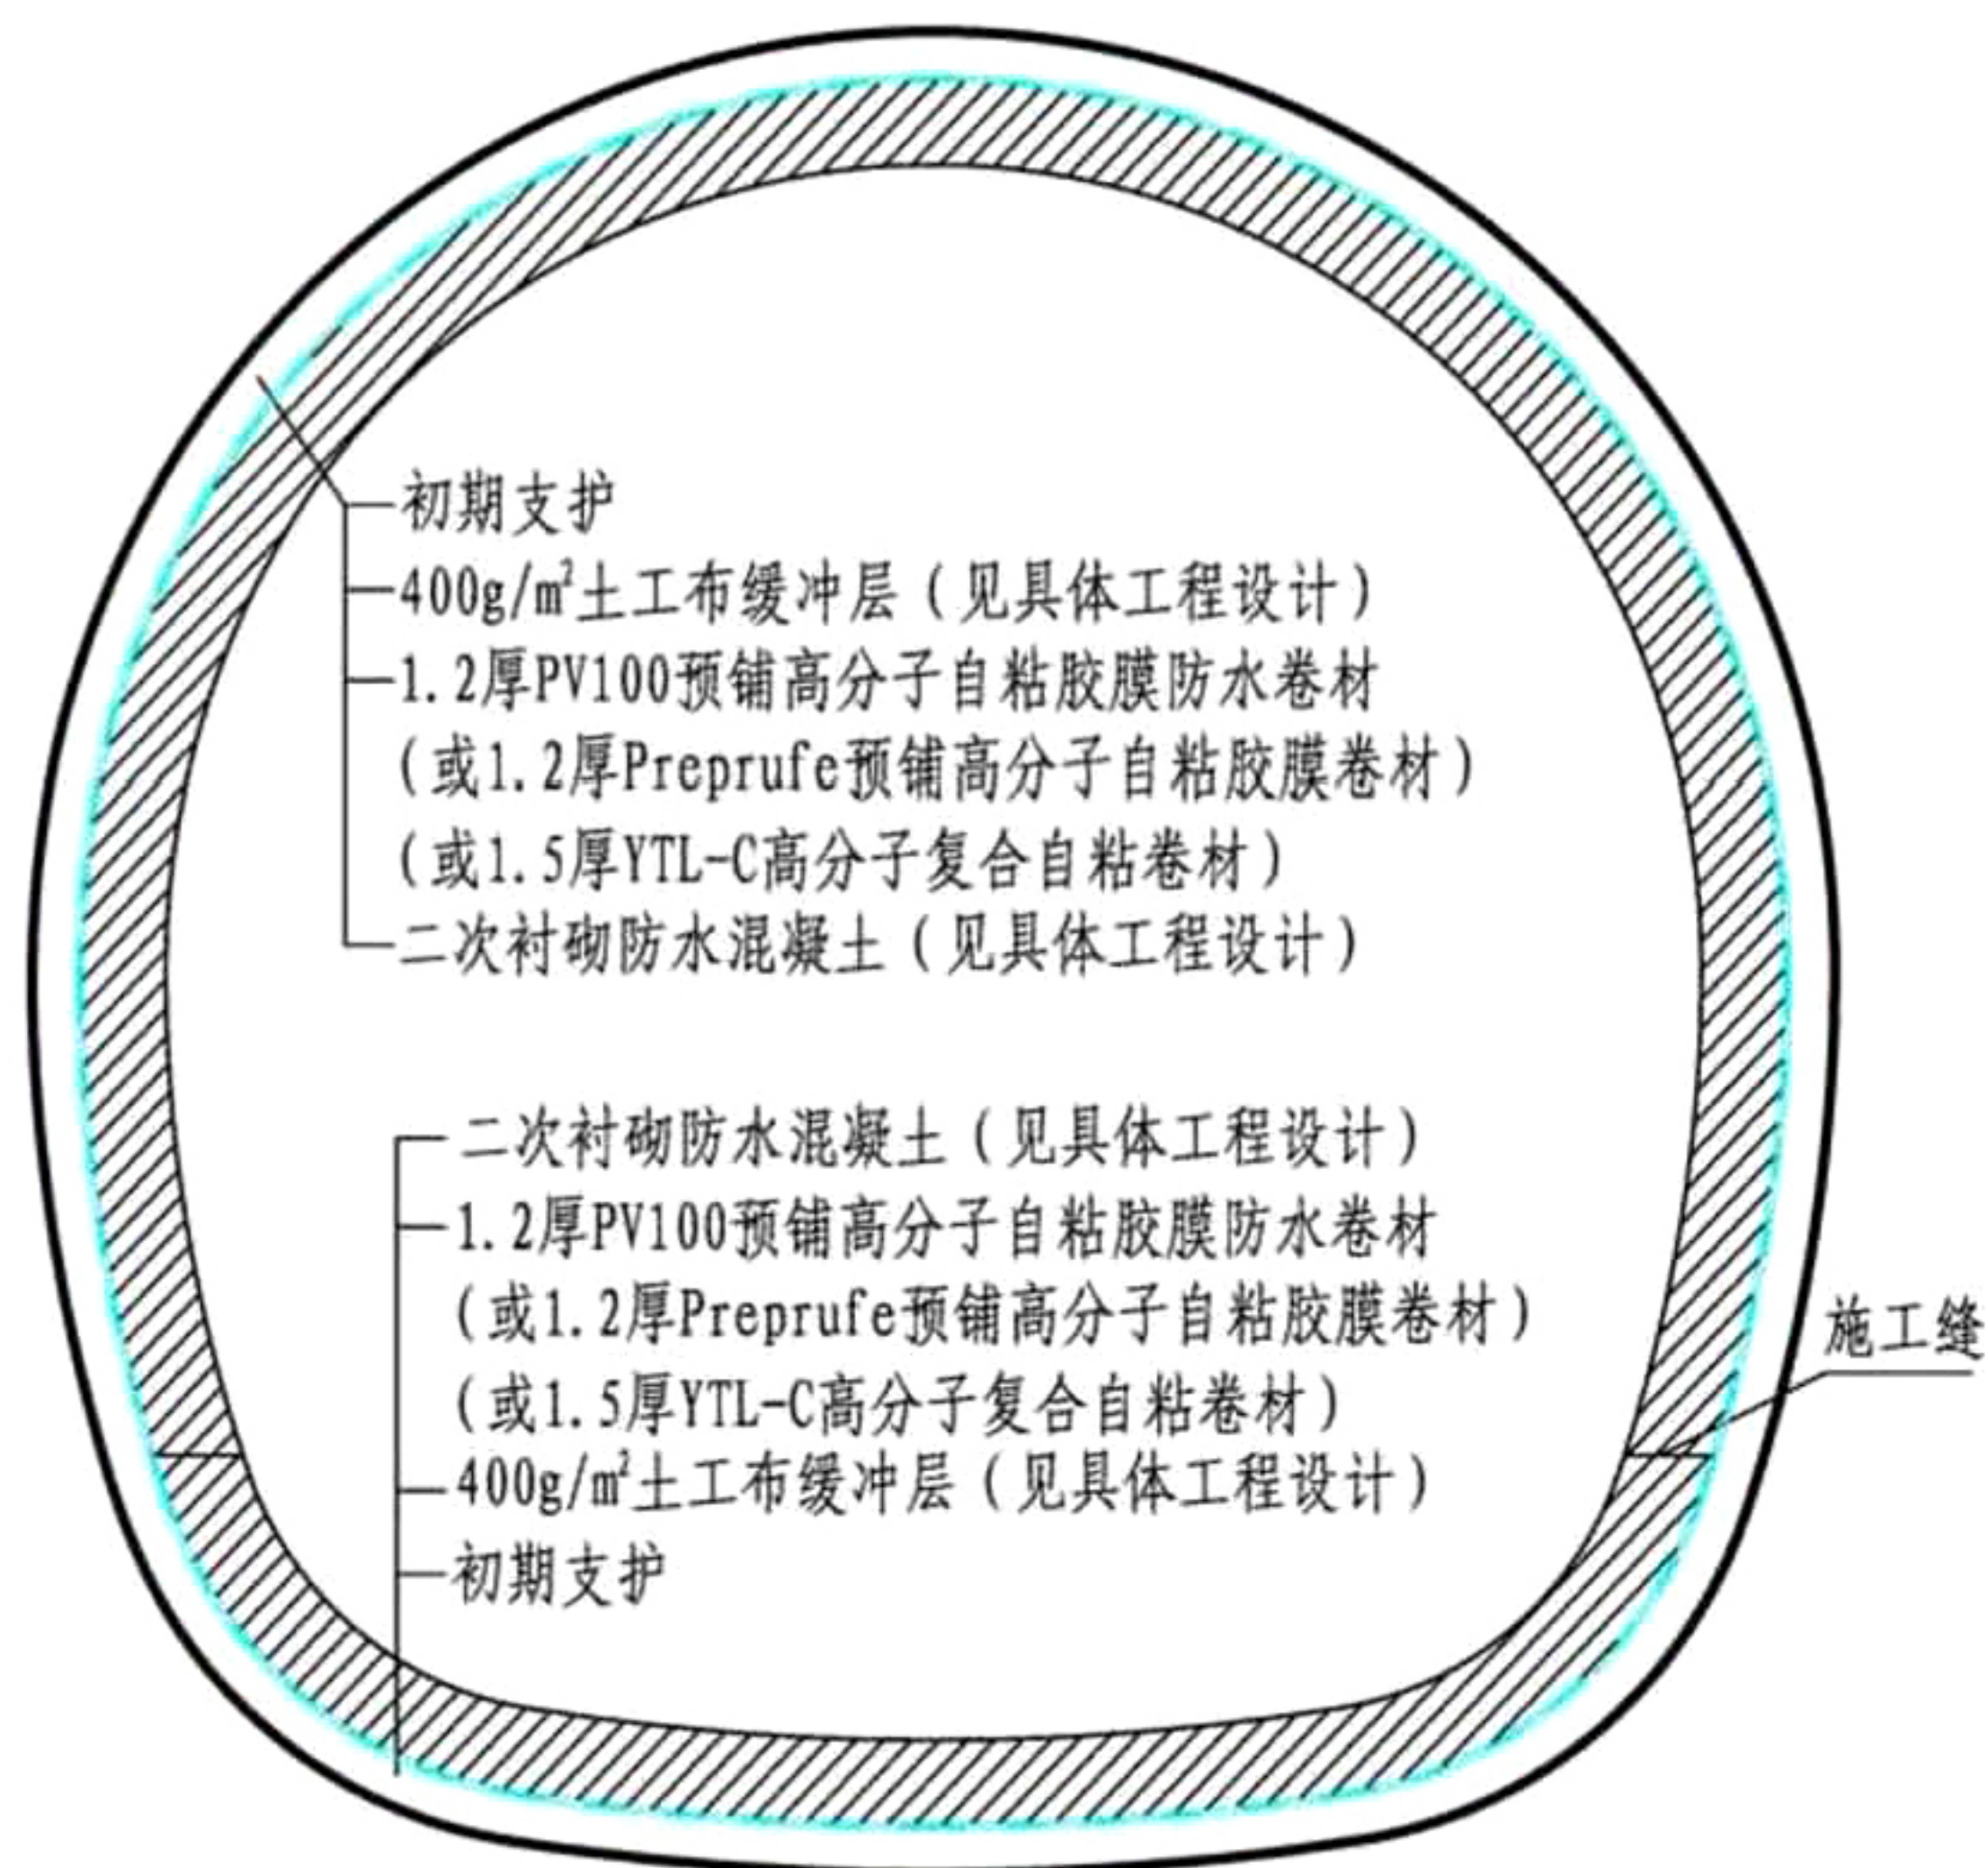 初期支护
400g/m²土工布缓冲层（见具体工程设计）
1.2厚PV100预铺高分子自粘胶膜防水卷材
（或1.2厚Preprufe预铺高分子自粘胶膜卷材）
（或1.5厚YTL-C高分子复合自粘卷材）
二次衬砌防水混凝土（见具体工程设计）
二次衬砌防水混凝土（见具体工程设计）
1.2厚PV100预铺高分子自粘胶膜防水卷材
（或1.2厚Preprufe预铺高分子自粘胶膜卷材）
（或1.5厚YTL-C高分子复合自粘卷材）
400g/m²土工布缓冲层（见具体工程设计）
初期支护
施工缝